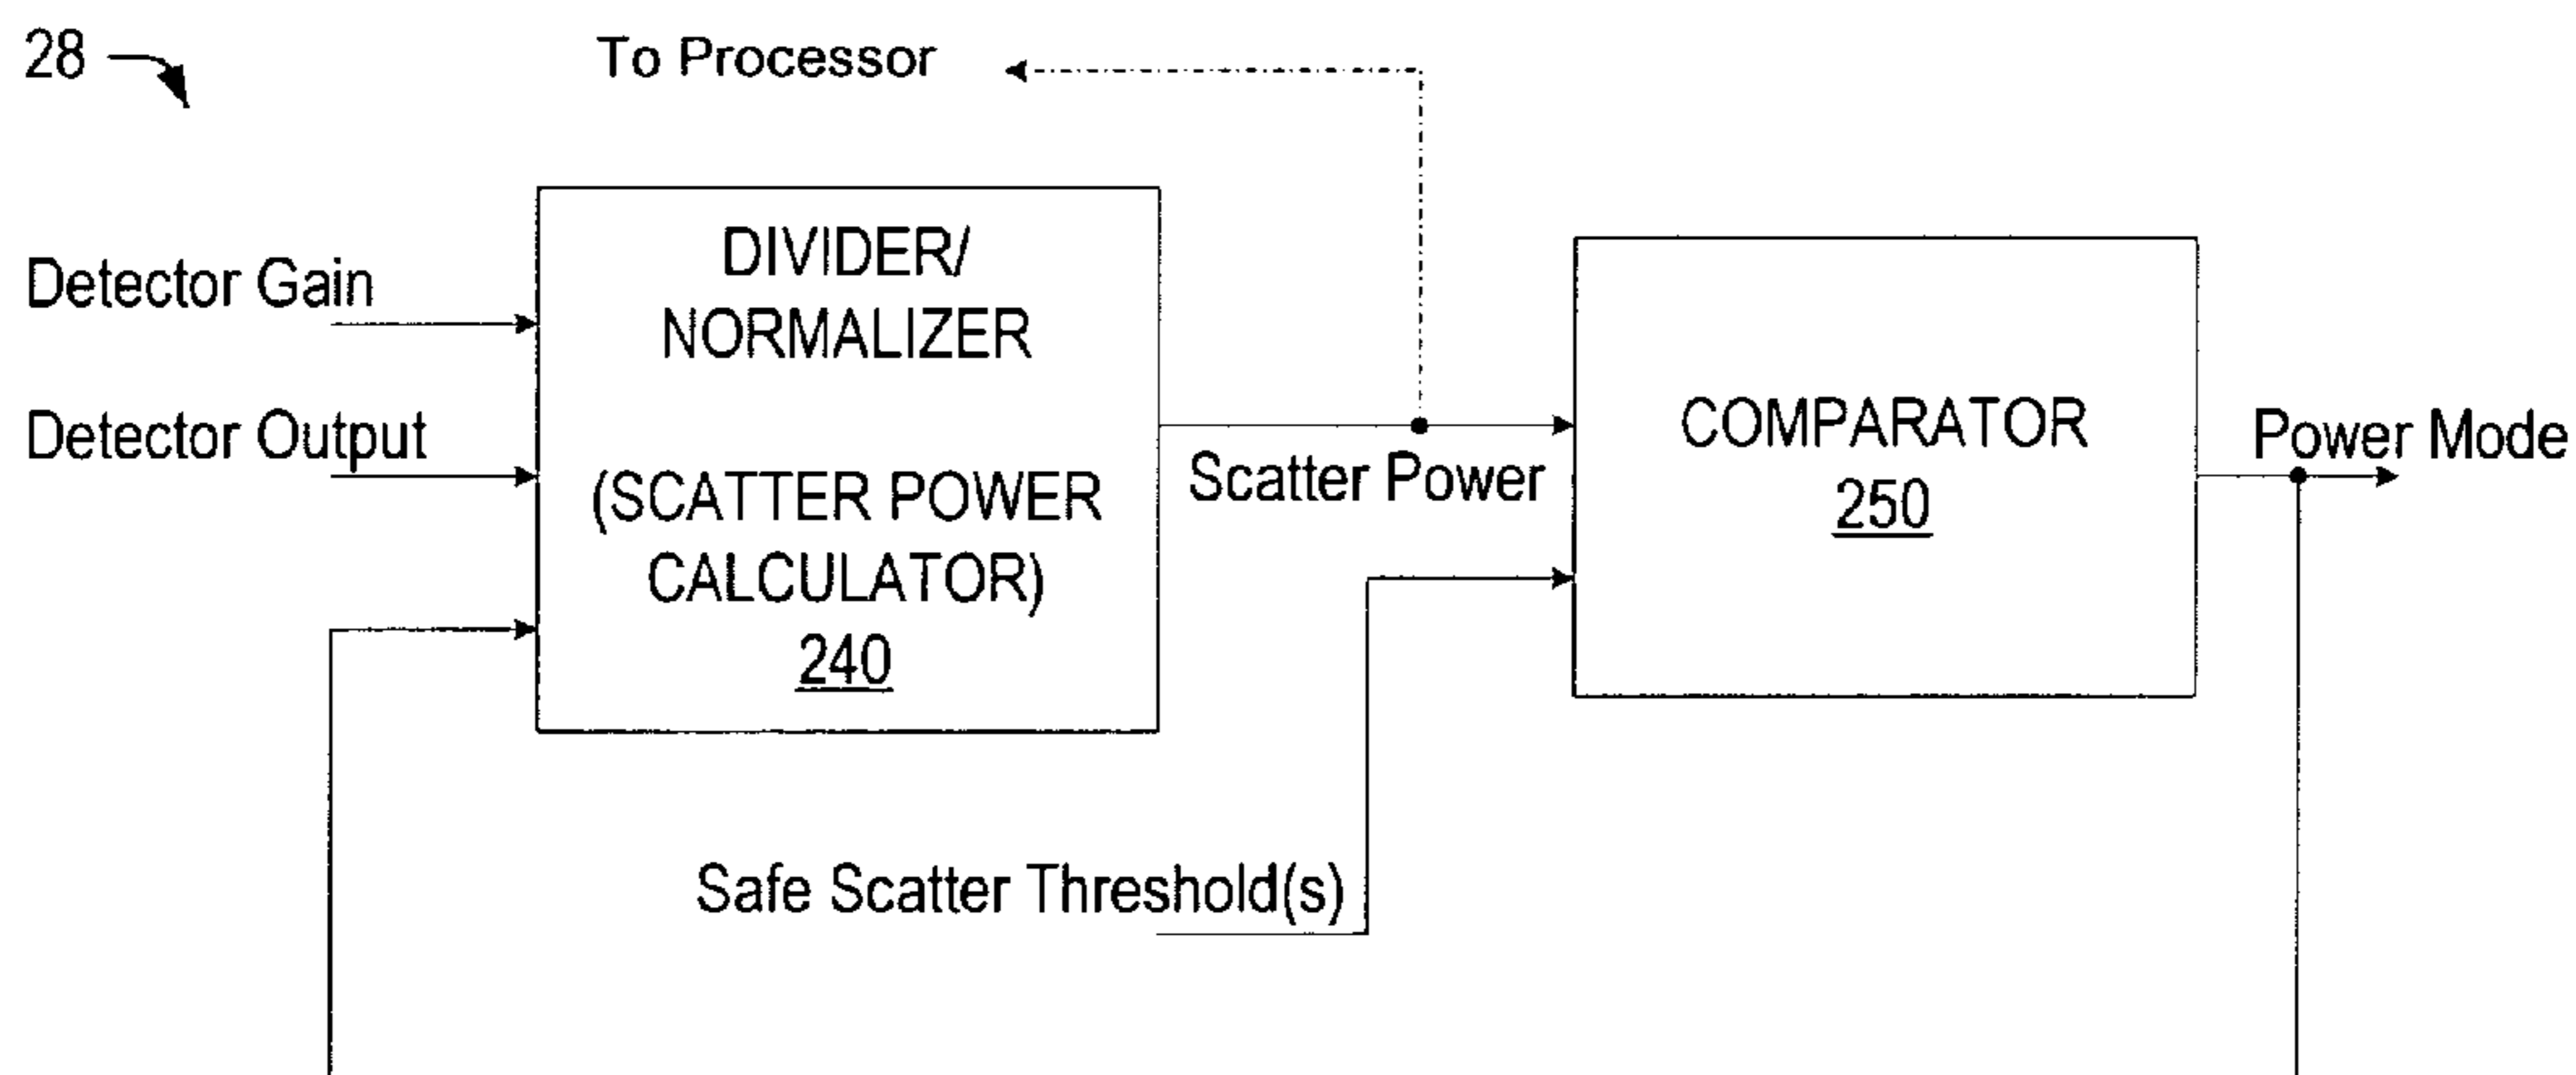 28
To Processor
Detector Gain
Detector Output
DIVIDER/
NORMALIZER
(SCATTER POWER
CALCULATOR)
240
Scatter Power
COMPARATOR
250
Power Mode
Safe Scatter Threshold(s)